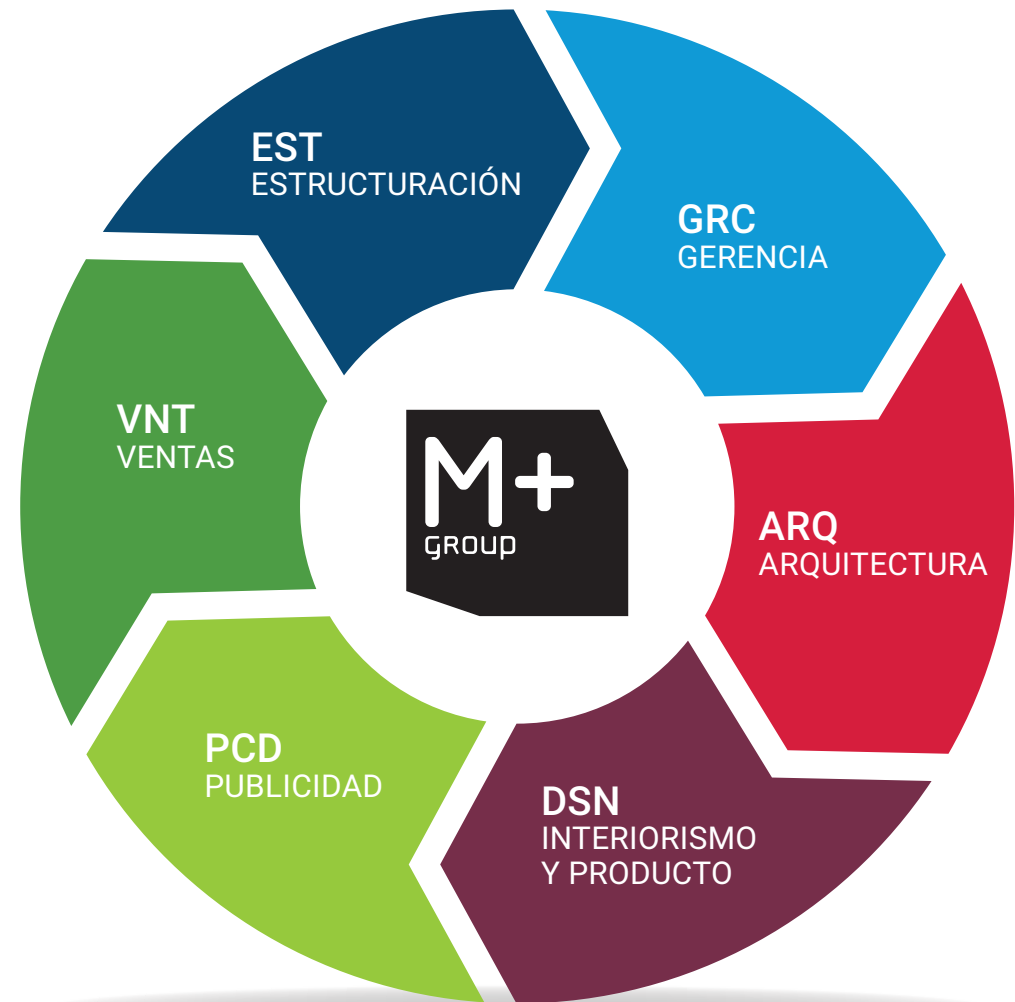 EST
ESTRUCTURACIÓN
GRC
GERENCIA
ARQ
ARQUITECTURA
DSN
INTERIORISMO
Y PRODUCTO
PCD
PUBLICIDAD
VNT
VENTAS
M+
GROUP